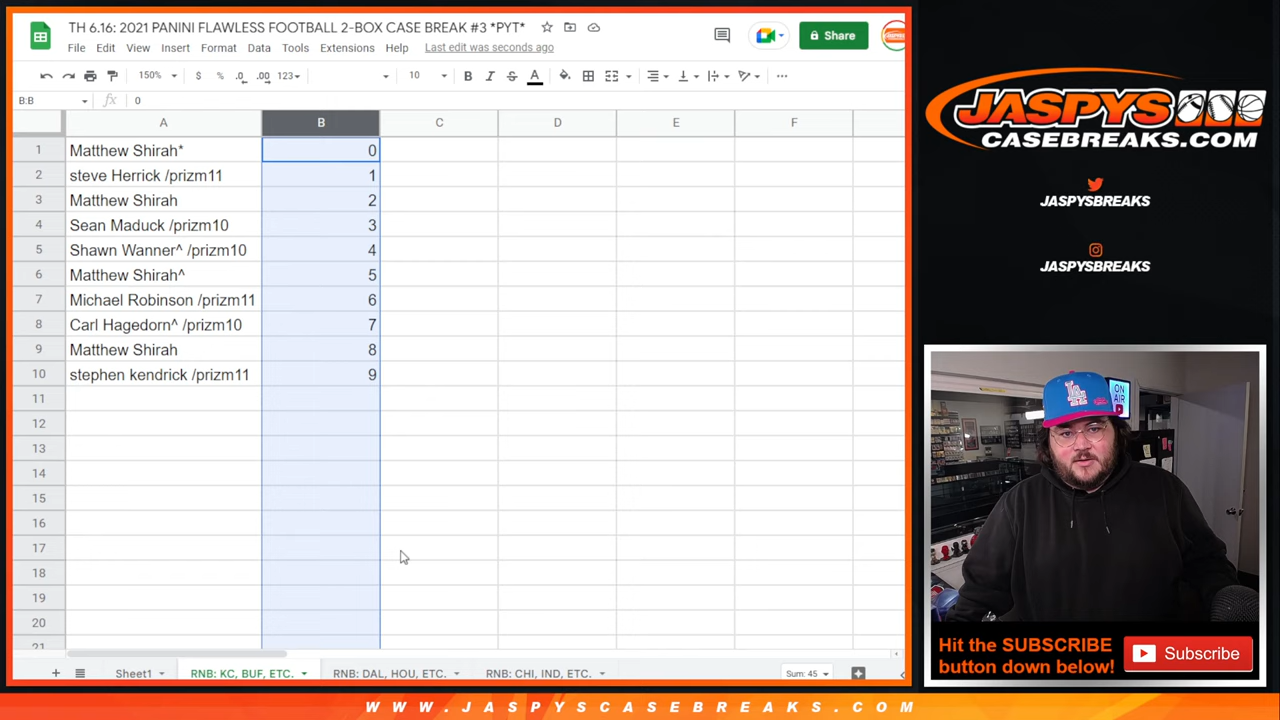 TH 6.16: 2021 PANINI FLAWLESS FOOTBALL 2-BOX CASE BREAK #3 *PYT*
File Edit View Insert Format Data Tools Extensions Help Last edit was seconds ago
Share
150% $ % .0 .00 123 10 B I S A
B:B fx 0
A B C D E F
1 Matthew Shirah* 0
2 steve Herrick /prizm11 1
3 Matthew Shirah 2
4 Sean Maduck /prizm10 3
5 Shawn Wanner^ /prizm10 4
6 Matthew Shirah^ 5
7 Michael Robinson /prizm11 6
8 Carl Hagedorn^ /prizm10 7
9 Matthew Shirah 8
10 stephen kendrick /prizm11 9
11
12
13
14
15
16
17
18
19
20
21
Sheet1 RNB: KC, BUF, ETC. RNB: DAL, HOU, ETC. RNB: CHI, IND, ETC. Sum: 45
JASPYS
CASEBREAKS.COM
JASPYSBREAKS
JASPYSBREAKS
LA
ON
AIR
Hit the SUBSCRIBE
button down below!
Subscribe
WWW.JASPYSCASEBREAKS.COM